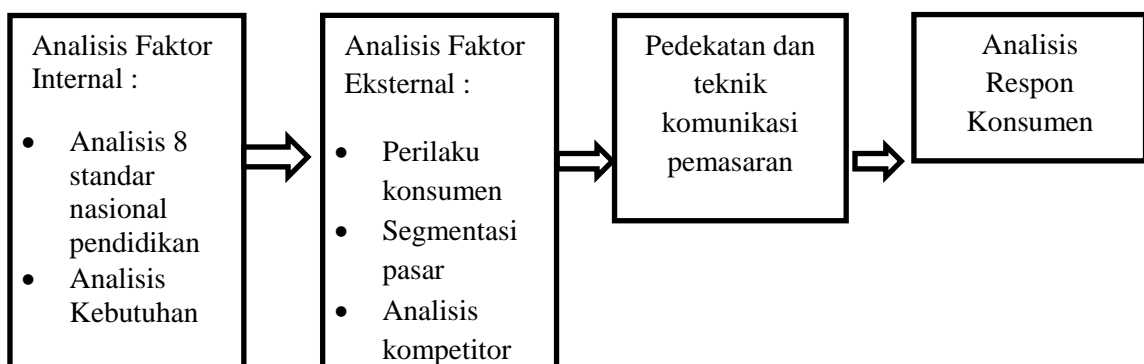 Analisis Faktor
Internal :
• Analisis 8
standar
nasional
pendidikan
• Analisis
Kebutuhan
Analisis Faktor
Eksternal :
• Perilaku
konsumen
• Segmentasi
pasar
• Analisis
kompetitor
Pedekatan dan
teknik
komunikasi
pemasaran
Analisis
Respon
Konsumen